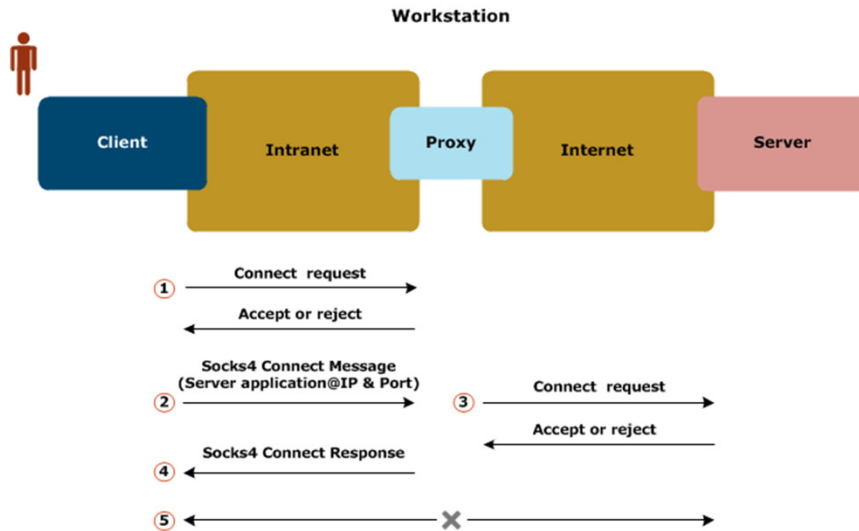 Workstation
Client
Intranet
Proxy
Internet
Server
Connect request
1
Accept or reject
Socks4 Connect Message
(Server application@IP & Port)
2
3
Connect request
Accept or reject
Socks4 Connect Response
4
5